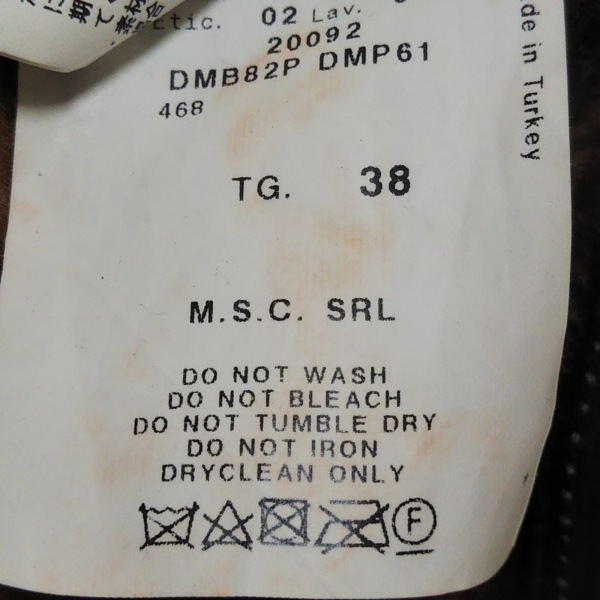 ctic. 02 Lav.
20092
DMB82P DMP61
468
TG. 38
M.S.C. SRL
DO NOT WASH
DO NOT BLEACH
DO NOT TUMBLE DRY
DO NOT IRON
DRYCLEAN ONLY
F
de in Turkey